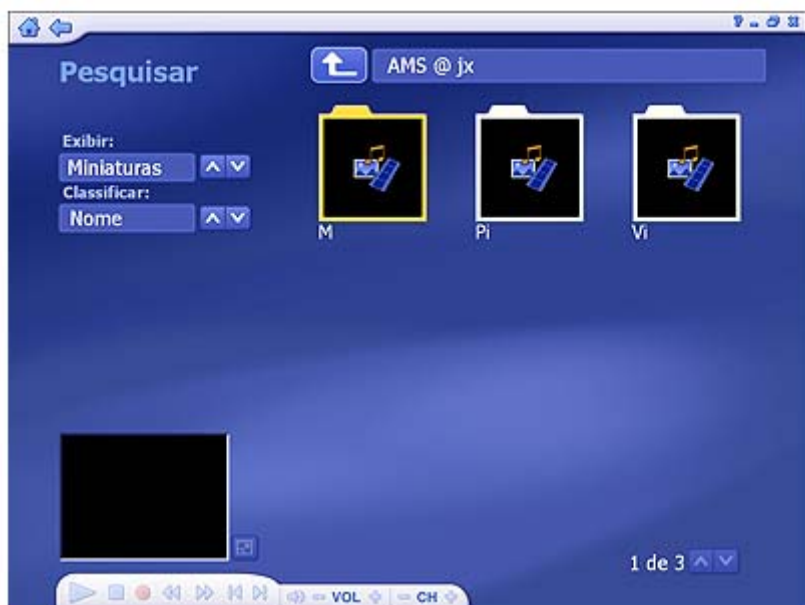 ?
Pesquisar
AMS @ jx
Exibir:
Miniaturas
Classificar:
Nome
M
Pi
Vi
1 de 3
VOL
CH